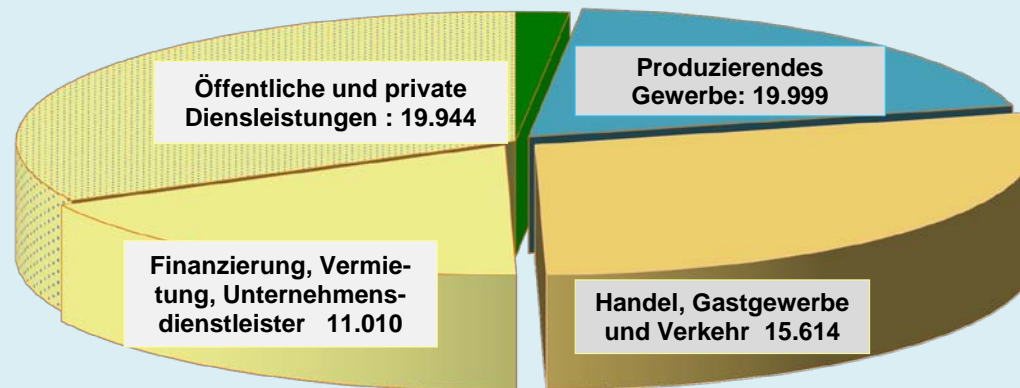 Öffentliche und private
Diensleistungen : 19.944
Produzierendes
Gewerbe: 19.999
Finanzierung, Vermie-
tung, Unternehmens-
dienstleister 11.010
Handel, Gastgewerbe
und Verkehr 15.614